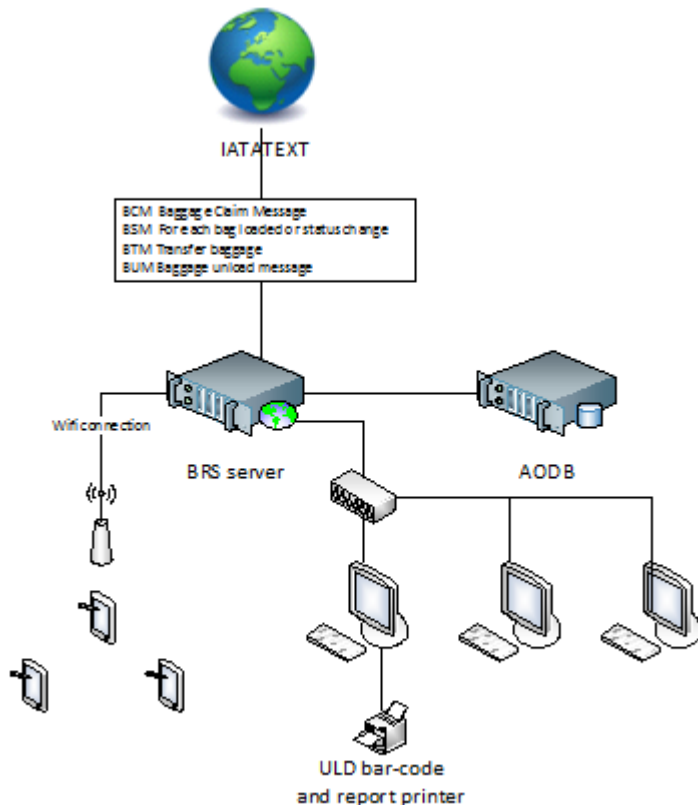 IATATEXT
BCM Baggage Claim Message
BSM For each bag loaded or status change
BTM Transfer baggage
BUM Baggage unload message
Wifi connection
BRS server
AODB
ULD bar-code
and report printer